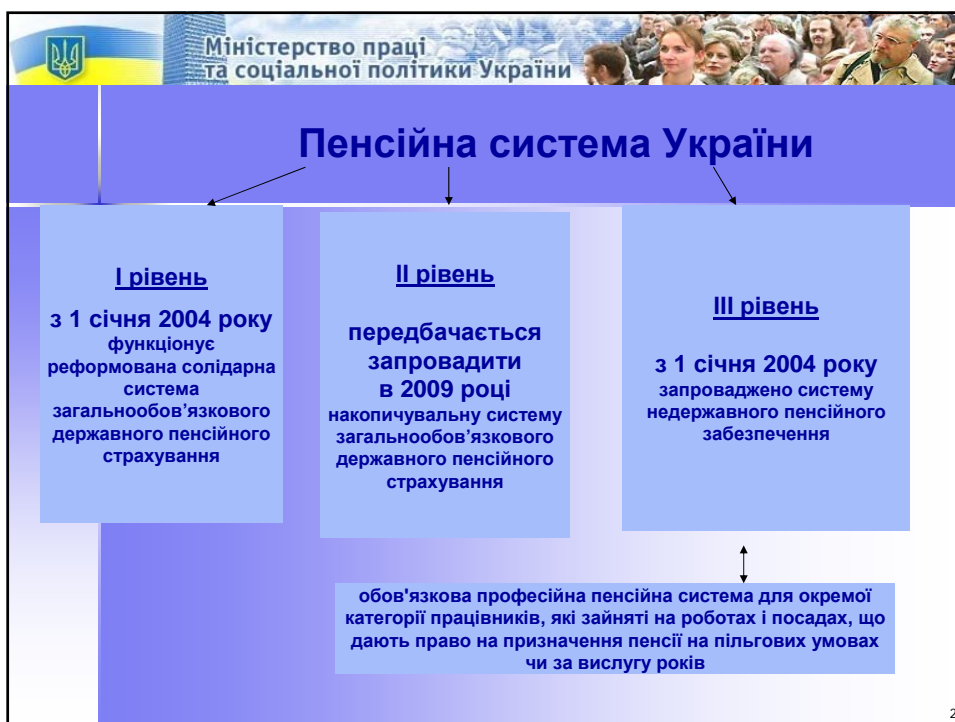 Міністерство праці
та соціальної політики України
Пенсійна система України
І рівень
з 1 січня 2004 року
функціонує
реформована солідарна
система
загальнообов’язкового
державного пенсійного
страхування
ІІ рівень
передбачається
запровадити
в 2009 році
накопичувальну систему
загальнообов’язкового
державного пенсійного
страхування
ІІІ рівень
з 1 січня 2004 року
запроваджено систему
недержавного пенсійного
забезпечення
обов'язкова професійна пенсійна система для окремої
категорії працівників, які зайняті на роботах і посадах, що
дають право на призначення пенсії на пільгових умовах
чи за вислугу років
2